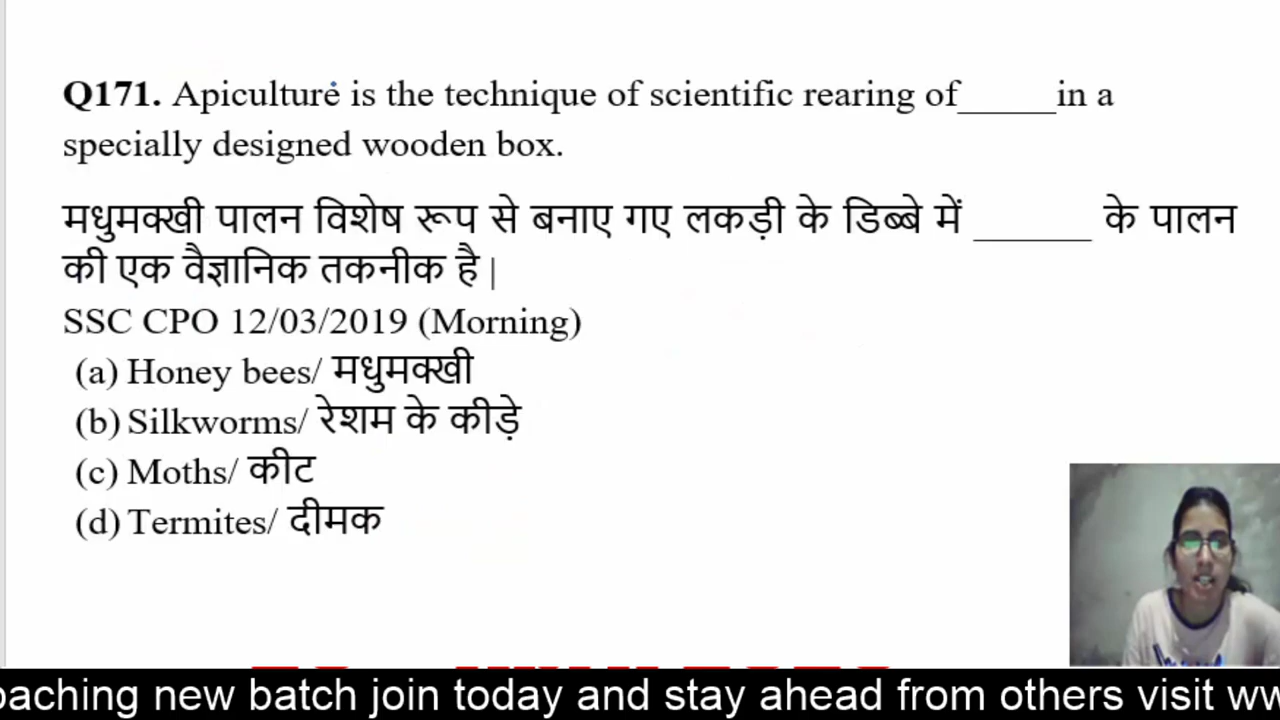 Q171. Apiculture is the technique of scientific rearing of_____in a
specially designed wooden box.
मधुमक्खी पालन विशेष रूप से बनाए गए लकड़ी के डिब्बे में ______ के पालन
की एक वैज्ञानिक तकनीक है|
SSC CPO 12/03/2019 (Morning)
(a) Honey bees/ मधुमक्खी
(b) Silkworms/ रेशम के कीड़े
(c) Moths/ कीट
(d) Termites/ दीमक
oaching new batch join today and stay ahead from others visit ww